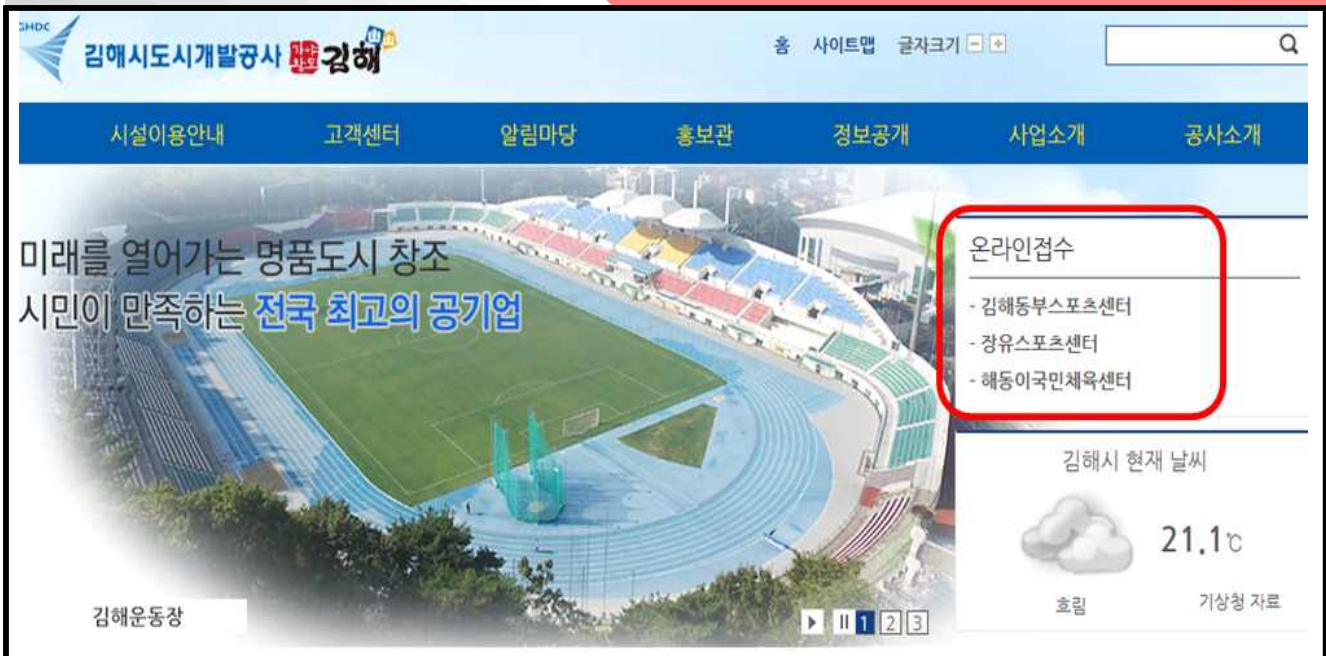 GHDC
김해시도시개발공사 가야왕도 김해
홈 사이트맵 글자크기 - +
시설이용안내 고객센터 알림마당 홍보관 정보공개 사업소개 공사소개
미래를 열어가는 명품도시 창조
시민이 만족하는 전국 최고의 공기업
온라인접수
- 김해동부스포츠센터
- 장유스포츠센터
- 해동이국민체육센터
김해시 현재 날씨
21.1℃
흐림 기상청 자료
김해운동장
1 2 3